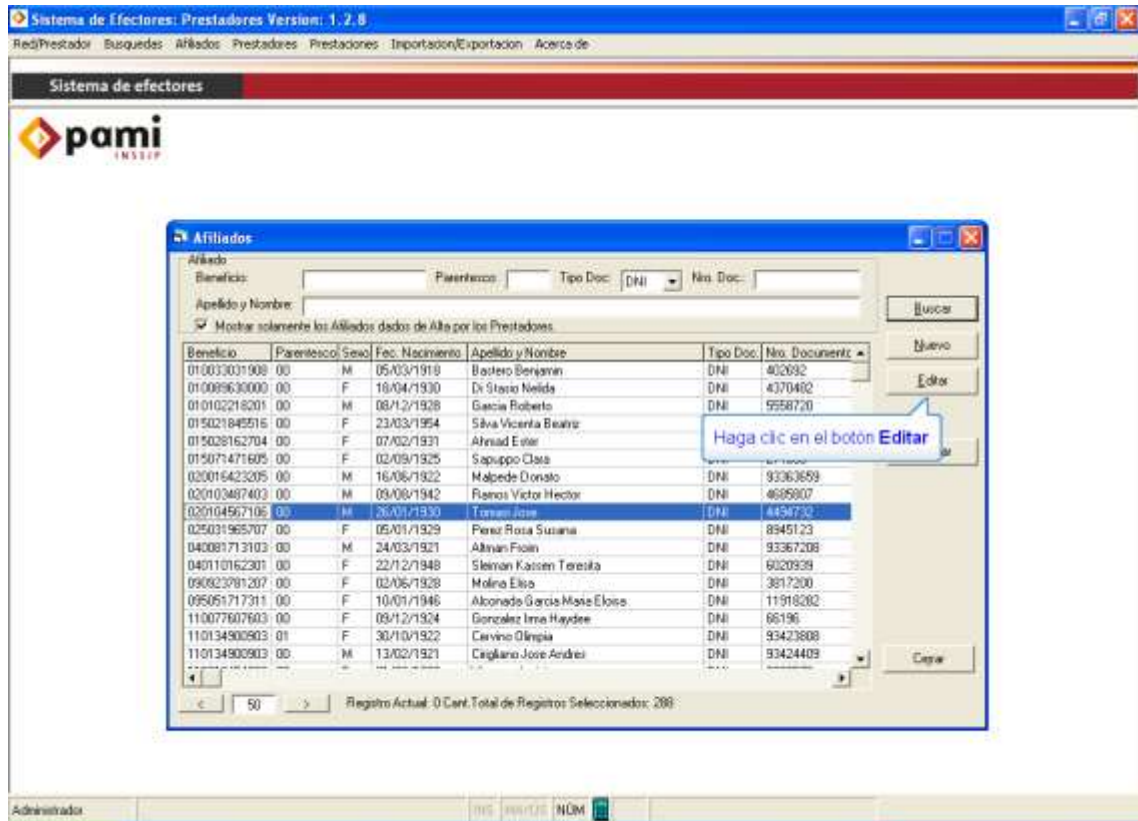 Sistema de Efectores: Prestadores Version: 1.2.8
Red/Prestador Busquedas Afiliados Prestadores Prestaciones Importacion/Exportacion Acerca de
Sistema de efectores
pami
INSSJP
Afiliados
Afiliado
Beneficio: Parentesco: Tipo Doc: DNI Nro. Doc.:
Apellido y Nombre:
Buscar
Mostrar solamente los Afiliados dados de Alta por los Prestadores.
Nuevo
Beneficio Parentesco Sexo Fec. Nacimiento Apellido y Nombre Tipo Doc. Nro. Documento
010033031908 00 M 05/03/1918 Bastero Benjamin DNI 402692
010089630000 00 F 18/04/1930 Di Stasio Nelida DNI 4370482
Editar
010102218201 00 M 08/12/1928 Garcia Roberto DNI 5558720
015021845516 00 F 23/03/1954 Silva Vicenta Beatriz
Haga clic en el botón Editar
015028162704 00 F 07/02/1931 Ahmad Ester
015071471605 00 F 02/09/1925 Sapuppo Clara
020016423205 00 M 16/06/1922 Malpede Donato DNI 93363659
020103487403 00 M 09/08/1942 Ramos Victor Hector DNI 4685807
020104567106 00 M 26/01/1930 Tomasi Jose DNI 4494732
025031965707 00 F 05/01/1929 Perez Rosa Susana DNI 8945123
040081713103 00 M 24/03/1921 Altman Froim DNI 93367208
040110162301 00 F 22/12/1948 Sleiman Kassen Teresita DNI 6020939
090923781207 00 F 02/06/1928 Molina Elisa DNI 3817200
095051717311 00 F 10/01/1946 Alconada Garcia Maria Eloisa DNI 11918282
110077607603 00 F 09/12/1924 Gonzalez Irma Haydee DNI 66196
110134900903 01 F 30/10/1922 Cervino Olimpia DNI 93423808
110134900903 00 M 13/02/1921 Cirigliano Jose Andres DNI 93424409
Cerrar
< 50 > Registro Actual: 0 Cant.Total de Registros Seleccionados: 288
Administrador INS MAYÚS NÚM